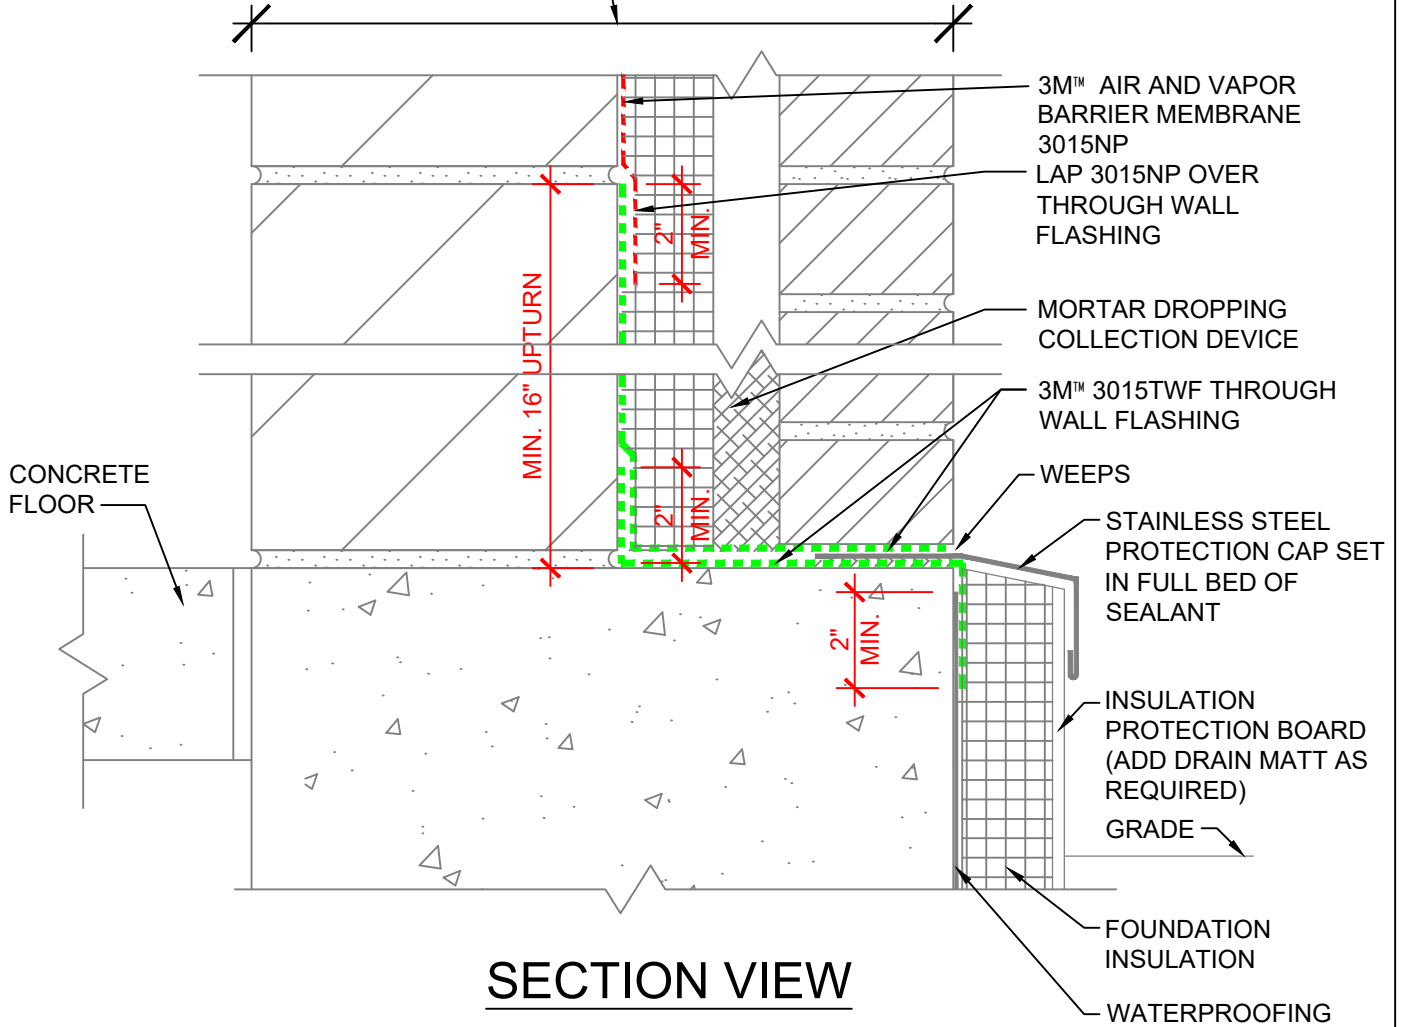 3M™ AIR AND VAPOR
BARRIER MEMBRANE
3015NP
LAP 3015NP OVER
THROUGH WALL
FLASHING
2"
MIN.
MIN. 16" UPTURN
MORTAR DROPPING
COLLECTION DEVICE
3M™ 3015TWF THROUGH
WALL FLASHING
CONCRETE
FLOOR
WEEPS
2"
MIN.
STAINLESS STEEL
PROTECTION CAP SET
IN FULL BED OF
SEALANT
2"
MIN.
INSULATION
PROTECTION BOARD
(ADD DRAIN MATT AS
REQUIRED)
GRADE
FOUNDATION
INSULATION
WATERPROOFING
SECTION VIEW